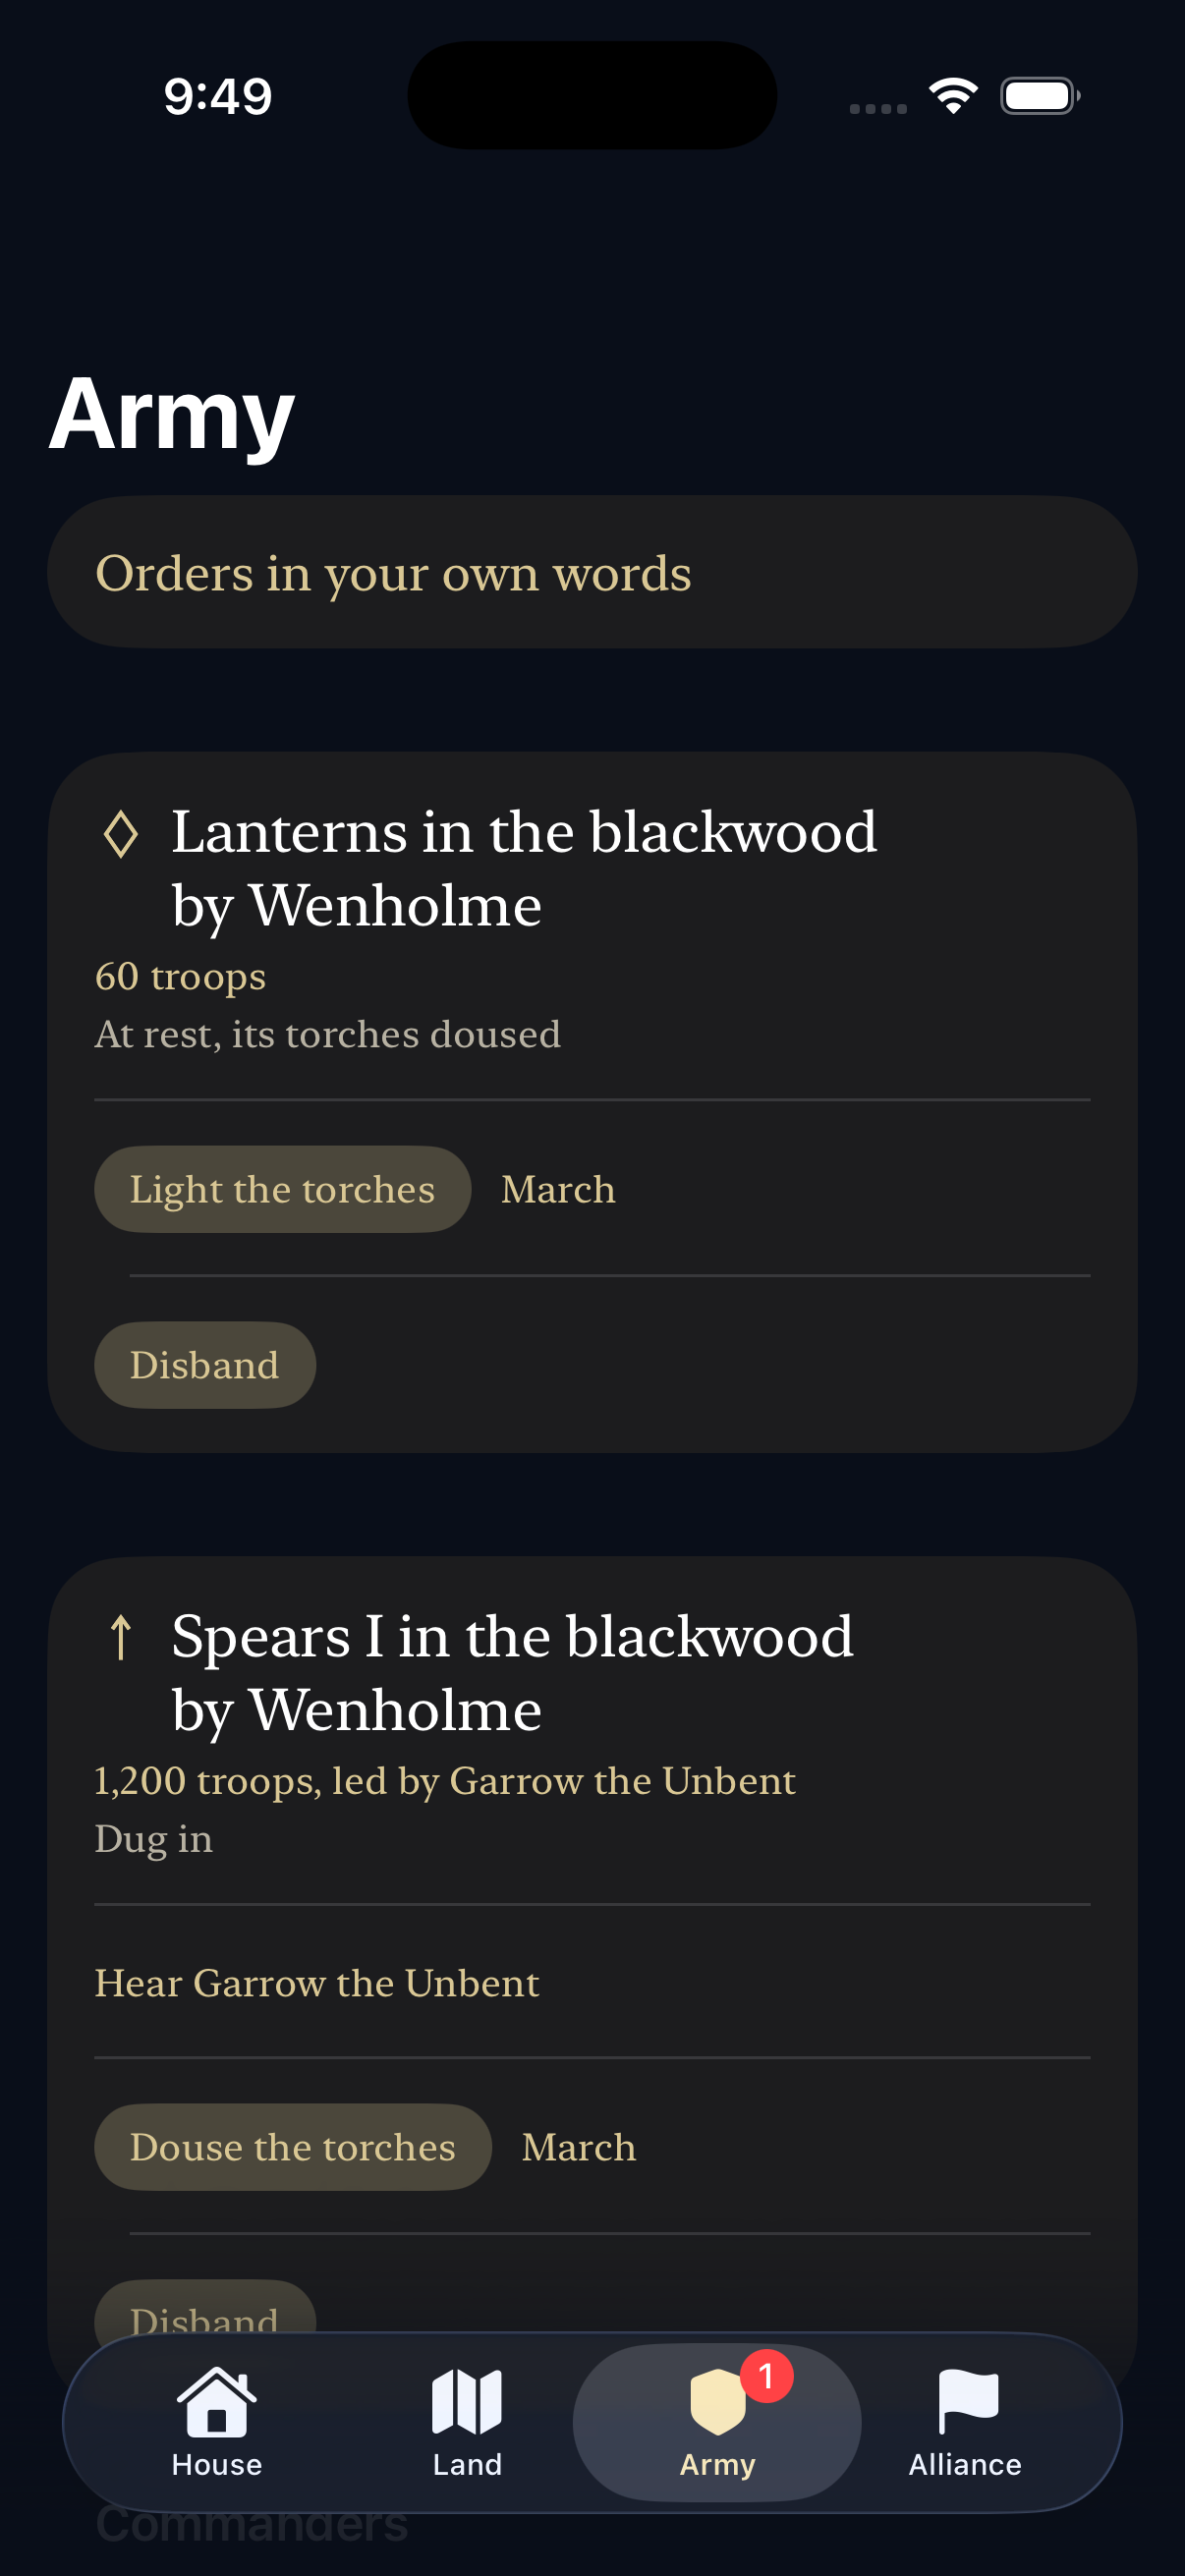 9:49
Army
Orders in your own words
Lanterns in the blackwood
by Wenholme
60 troops
At rest, its torches doused
Light the torches
March
Disband
Spears I in the blackwood
by Wenholme
1,200 troops, led by Garrow the Unbent
Dug in
Hear Garrow the Unbent
Douse the torches
March
Disband
1
House
Land
Army
Alliance
Commanders